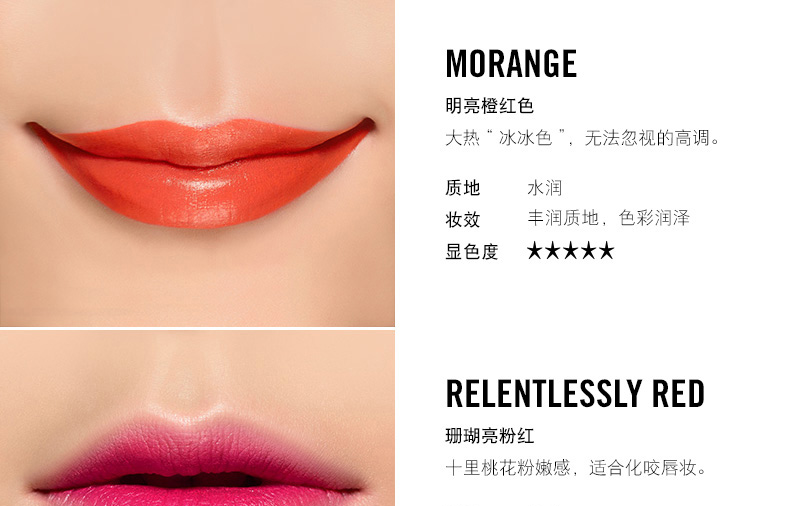 MORANGE
明亮橙红色
大热“冰冰色”，无法忽视的高调。
质地 水润
妆效 丰润质地，色彩润泽
显色度 ★★★★★
RELENTLESSLY RED
珊瑚亮粉红
十里桃花粉嫩感，适合化咬唇妆。